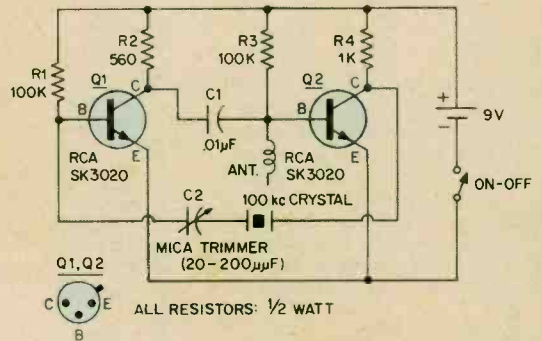 R1
100K
R2
560
R3
100K
R4
1K
Q1
C
B
E
RCA
SK3020
C1
.01µF
Q2
C
B
E
ANT.
RCA
SK3020
+
−
9V
ON-OFF
C2
100 kc CRYSTAL
MICA TRIMMER
(20-200µµF)
Q1,Q2
C
E
B
ALL RESISTORS: 1/2 WATT